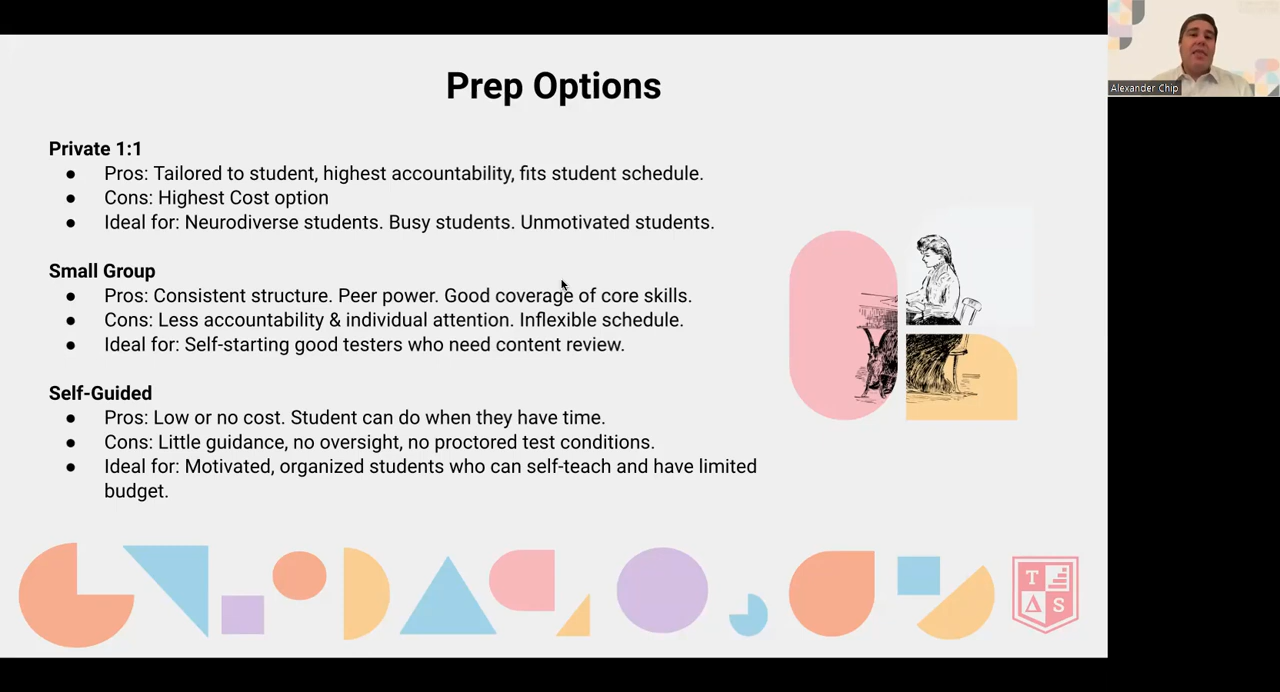 Prep Options
Alexander Chip
Private 1:1
● Pros: Tailored to student, highest accountability, fits student schedule.
● Cons: Highest Cost option
● Ideal for: Neurodiverse students. Busy students. Unmotivated students.
Small Group
● Pros: Consistent structure. Peer power. Good coverage of core skills.
● Cons: Less accountability & individual attention. Inflexible schedule.
● Ideal for: Self-starting good testers who need content review.
Self-Guided
● Pros: Low or no cost. Student can do when they have time.
● Cons: Little guidance, no oversight, no proctored test conditions.
● Ideal for: Motivated, organized students who can self-teach and have limited
budget.
T
Δ S